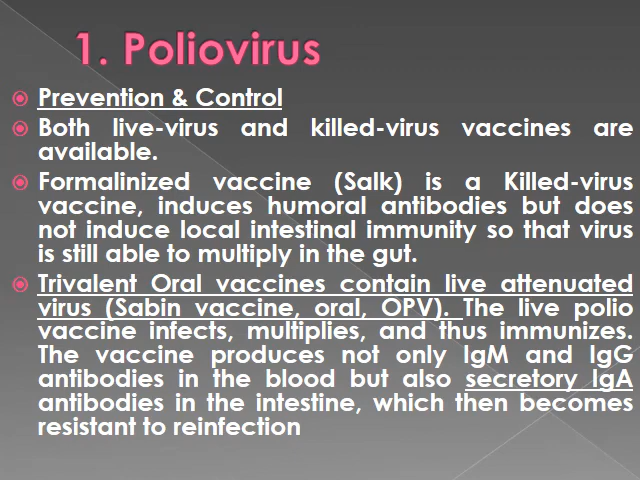 1. Poliovirus
Prevention & Control
Both live-virus and killed-virus vaccines are
available.
Formalinized vaccine (Salk) is a Killed-virus
vaccine, induces humoral antibodies but does
not induce local intestinal immunity so that virus
is still able to multiply in the gut.
Trivalent Oral vaccines contain live attenuated
virus (Sabin vaccine, oral, OPV). The live polio
vaccine infects, multiplies, and thus immunizes.
The vaccine produces not only IgM and IgG
antibodies in the blood but also secretory IgA
antibodies in the intestine, which then becomes
resistant to reinfection